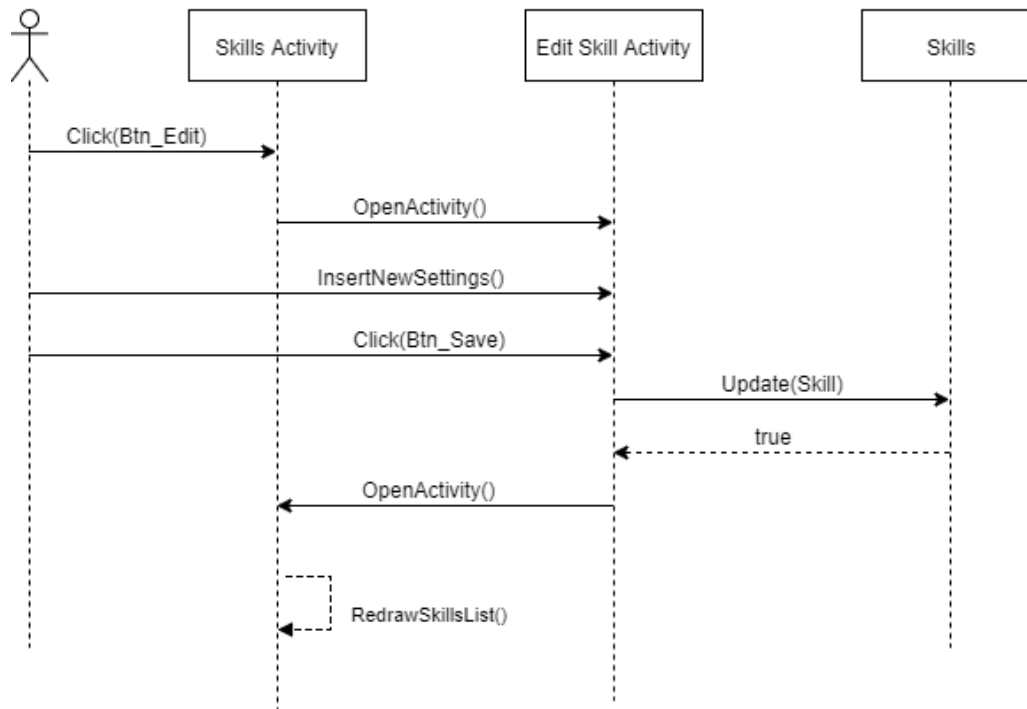 Skills Activity
Edit Skill Activity
Skills
Click(Btn_Edit)
OpenActivity()
InsertNewSettings()
Click(Btn_Save)
Update(Skill)
true
OpenActivity()
RedrawSkillsList()